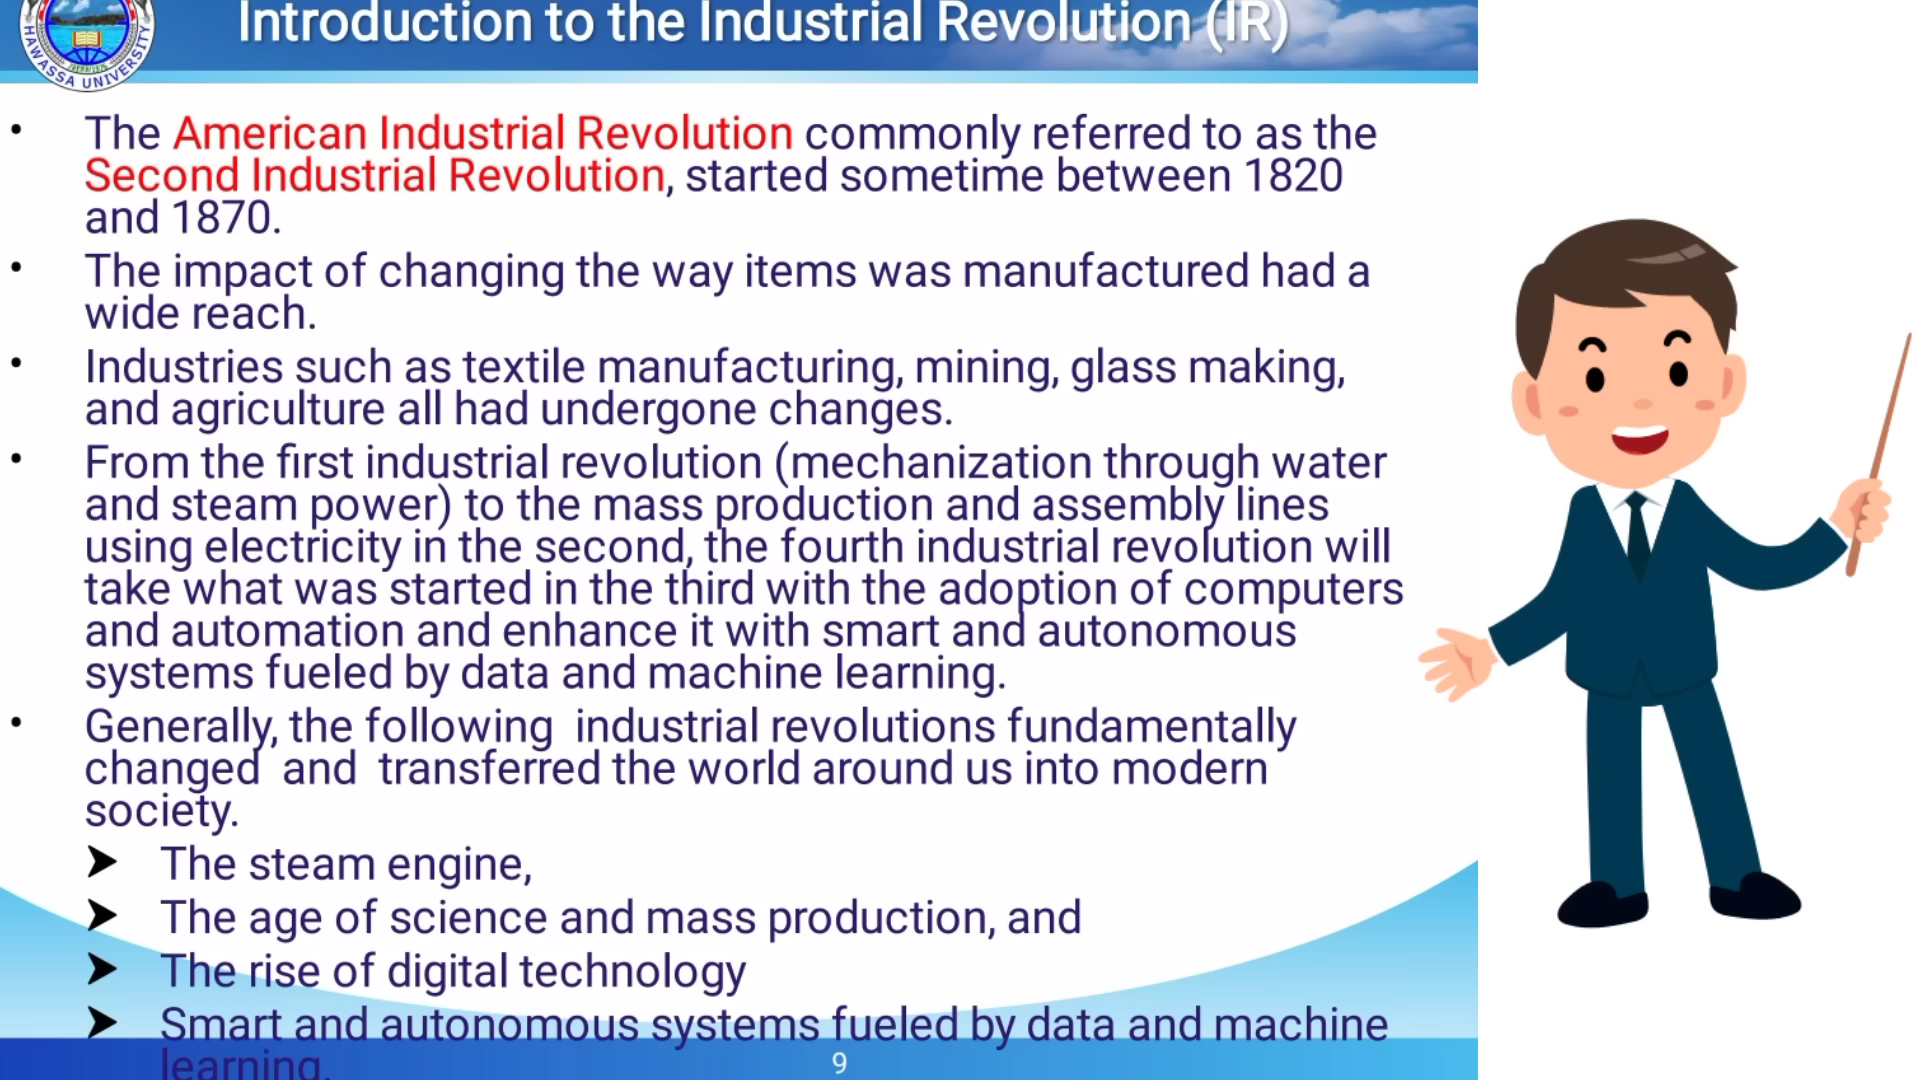 Introduction to the Industrial Revolution (IR)
HAWASSA UNIVERSITY
• The American Industrial Revolution commonly referred to as the
Second Industrial Revolution, started sometime between 1820
and 1870.
• The impact of changing the way items was manufactured had a
wide reach.
• Industries such as textile manufacturing, mining, glass making,
and agriculture all had undergone changes.
• From the first industrial revolution (mechanization through water
and steam power) to the mass production and assembly lines
using electricity in the second, the fourth industrial revolution will
take what was started in the third with the adoption of computers
and automation and enhance it with smart and autonomous
systems fueled by data and machine learning.
• Generally, the following industrial revolutions fundamentally
changed and transferred the world around us into modern
society.
➤ The steam engine,
➤ The age of science and mass production, and
➤ The rise of digital technology
➤ Smart and autonomous systems fueled by data and machine
learning.
9